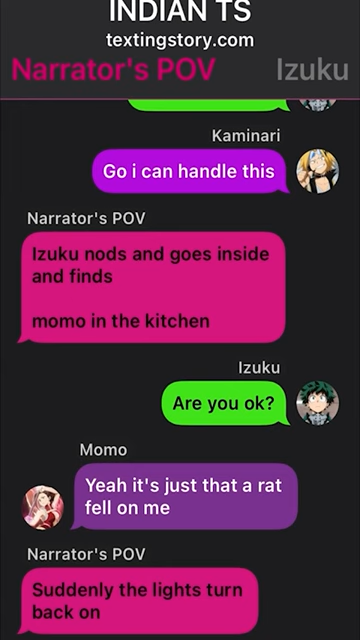 INDIAN TS
textingstory.com
Narrator's POV
Izuku
Kaminari
Go i can handle this
Narrator's POV
Izuku nods and goes inside
and finds
momo in the kitchen
Izuku
Are you ok?
Momo
Yeah it's just that a rat
fell on me
Narrator's POV
Suddenly the lights turn
back on